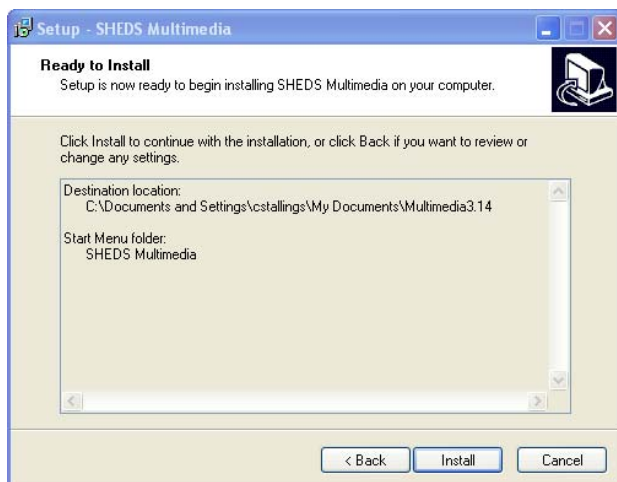 Setup - SHEDS Multimedia
Ready to Install
Setup is now ready to begin installing SHEDS Multimedia on your computer.
Click Install to continue with the installation, or click Back if you want to review or
change any settings.
Destination location:
C:\Documents and Settings\cstallings\My Documents\Multimedia3.14
Start Menu folder:
SHEDS Multimedia
< Back
Install
Cancel